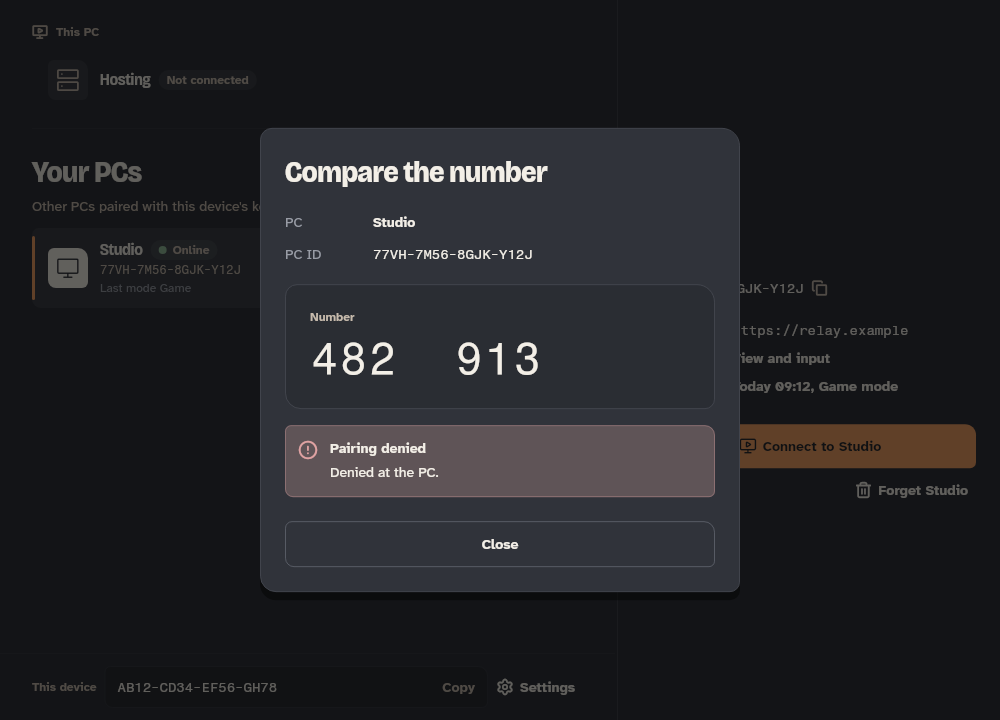 This PC
Hosting Not connected
Your PCs
Other PCs paired with this device's
Studio Online
77VH-7M56-8GJK-Y12J
Last mode Game
Compare the number
PC Studio
PC ID 77VH-7M56-8GJK-Y12J
Number
482 913
Pairing denied
Denied at the PC.
Close
GJK-Y12J
ttps://relay.example
iew and input
oday 09:12, Game mode
Connect to Studio
Forget Studio
This device AB12-CD34-EF56-GH78 Copy Settings